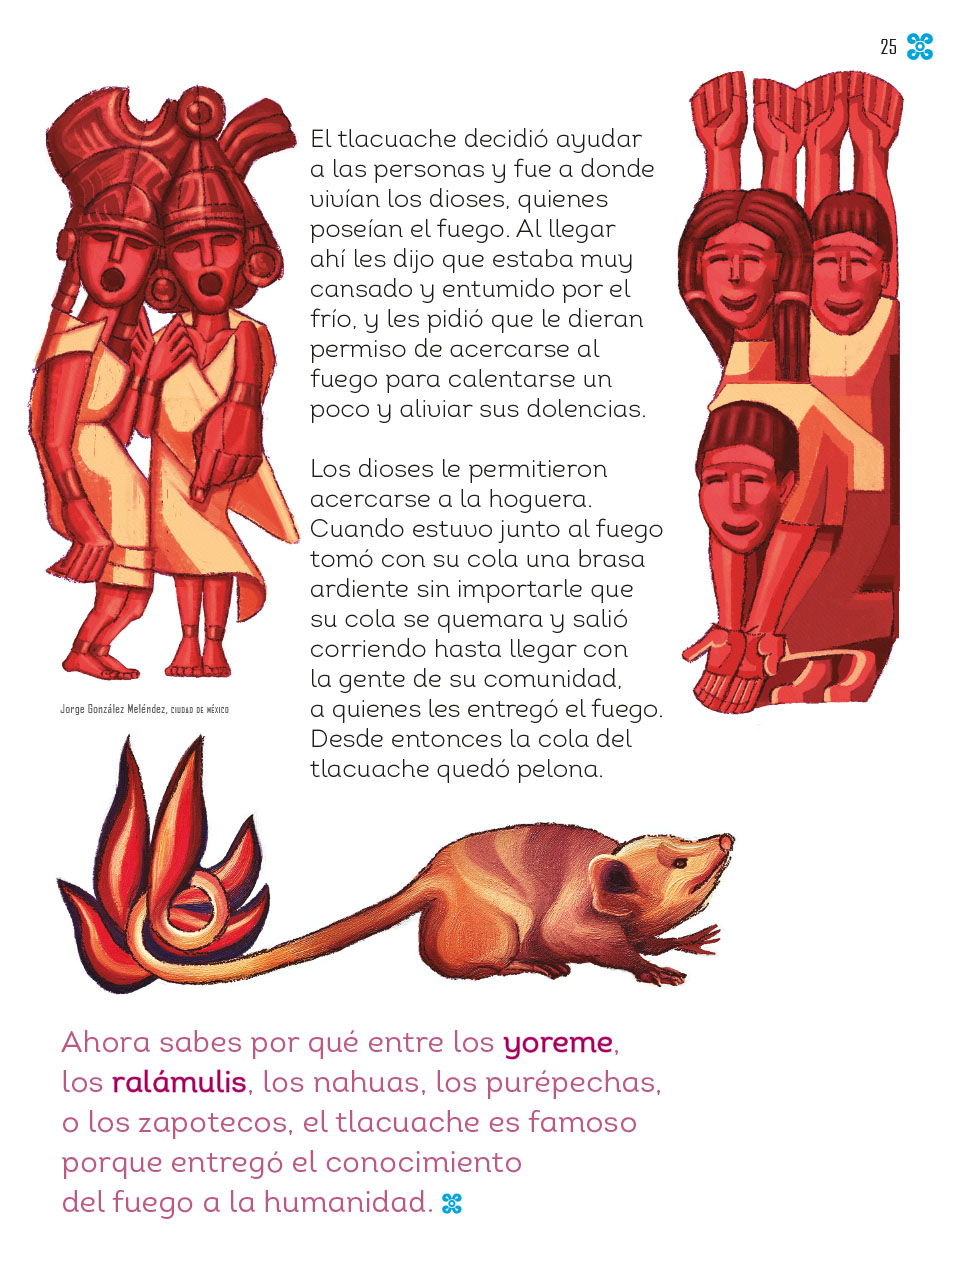 25
El tlacuache decidió ayudar
a las personas y fue a donde
vivían los dioses, quienes
poseían el fuego. Al llegar
ahí les dijo que estaba muy
cansado y entumido por el
frío, y les pidió que le dieran
permiso de acercarse al
fuego para calentarse un
poco y aliviar sus dolencias.
Los dioses le permitieron
acercarse a la hoguera.
Cuando estuvo junto al fuego
tomó con su cola una brasa
ardiente sin importarle que
su cola se quemara y salió
corriendo hasta llegar con
la gente de su comunidad,
a quienes les entregó el fuego.
Desde entonces la cola del
tlacuache quedó pelona.
Jorge González Meléndez, CIUDAD DE MÉXICO
Ahora sabes por qué entre los yoreme,
los ralámulis, los nahuas, los purépechas,
o los zapotecos, el tlacuache es famoso
porque entregó el conocimiento
del fuego a la humanidad.